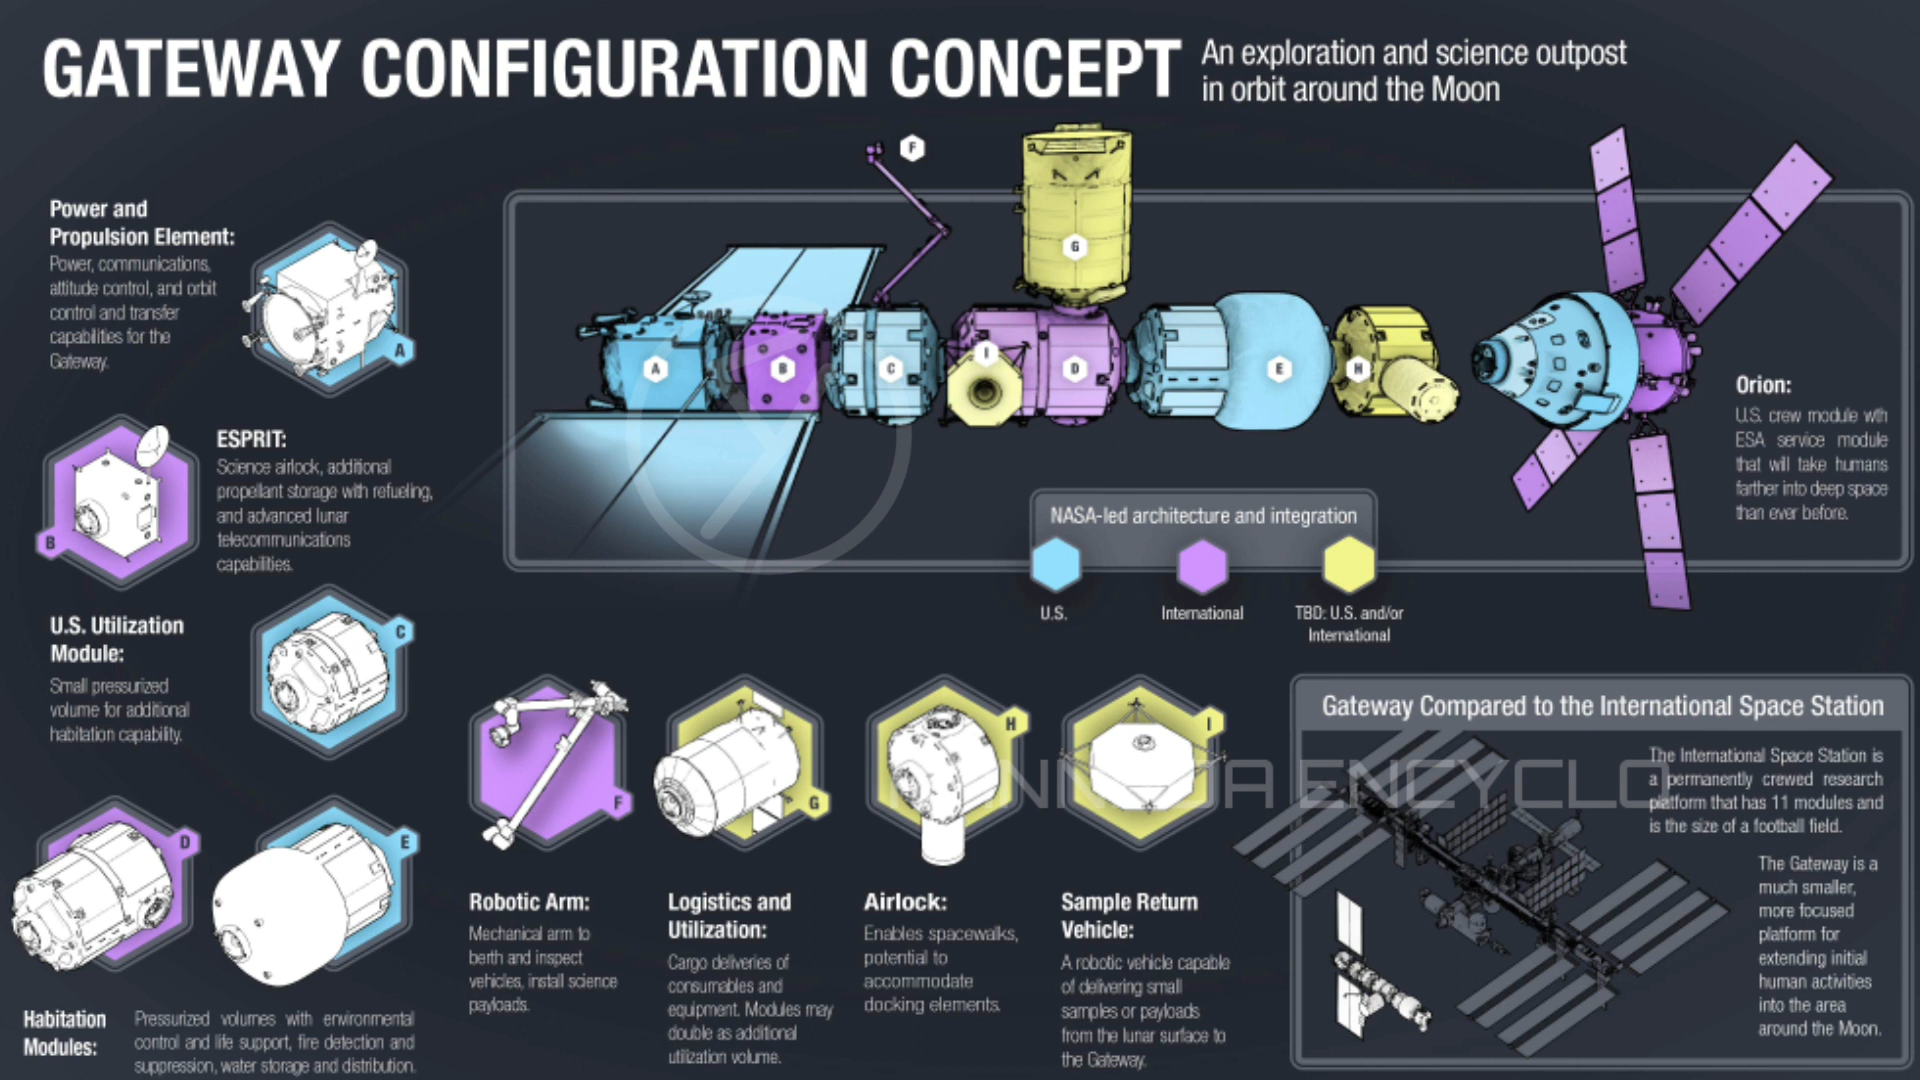 GATEWAY CONFIGURATION CONCEPT
An exploration and science outpost
in orbit around the Moon
Power and
Propulsion Element:
Power, communications,
attitude control, and orbit
control and transfer
capabilities for the
Gateway.
A
ESPRIT:
Science airlock, additional
propellant storage with refueling,
and advanced lunar
telecommunications
capabilities.
B
U.S. Utilization
Module:
Small pressurized
volume for additional
habitation capability.
C
D
E
Habitation
Modules:
Pressurized volumes with environmental
control and life support, fire detection and
suppression, water storage and distribution.
F
G
A
B
C
I
D
E
H
Orion:
U.S. crew module wth
ESA service module
that will take humans
farther into deep space
than ever before.
NASA-led architecture and integration
U.S.
International
TBD: U.S. and/or
International
F
Robotic Arm:
Mechanical arm to
berth and inspect
vehicles, install science
payloads.
G
Logistics and
Utilization:
Cargo deliveries of
consumables and
equipment. Modules may
double as additional
utilization volume.
H
Airlock:
Enables spacewalks,
potential to
accommodate
docking elements.
I
Sample Return
Vehicle:
A robotic vehicle capable
of delivering small
samples or payloads
from the lunar surface to
the Gateway.
Gateway Compared to the International Space Station
The International Space Station is
a permanently crewed research
platform that has 11 modules and
is the size of a football field.
The Gateway is a
much smaller,
more focused
platform for
extending initial
human activities
into the area
around the Moon.